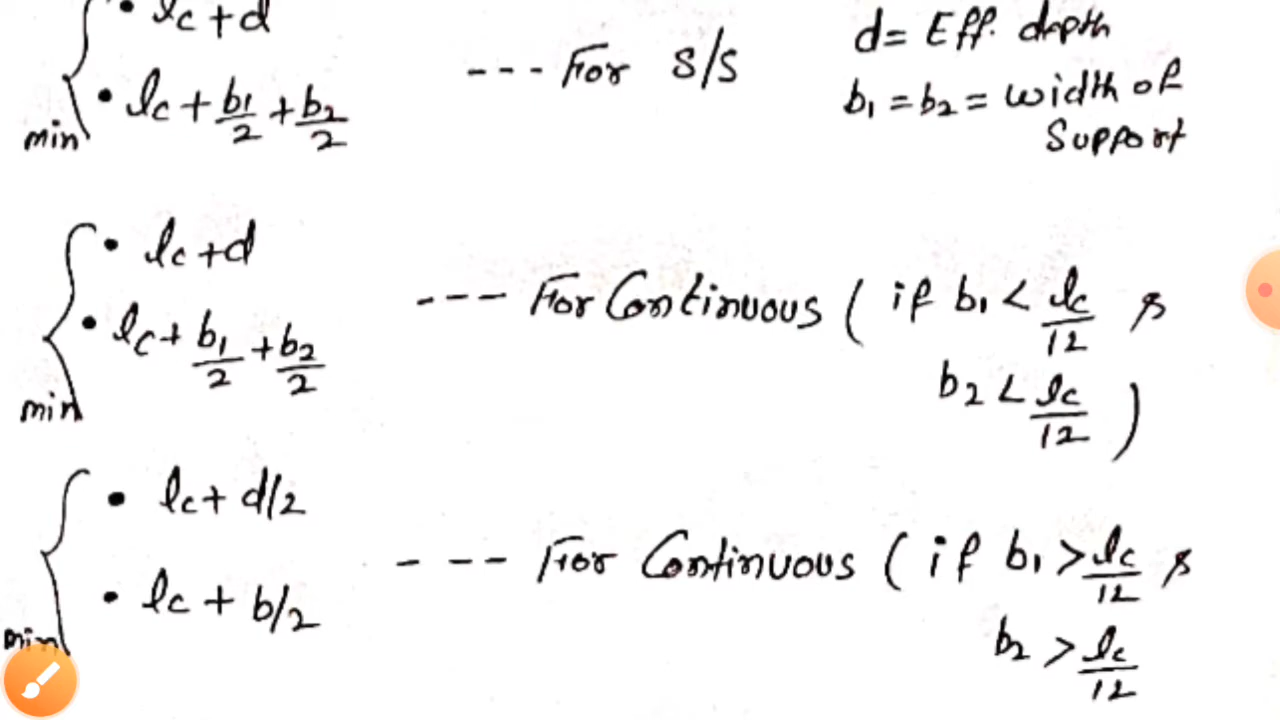 • lc + d
min • lc + b1/2 + b2/2 --- For S/S
d = Eff. depth
b1 = b2 = width of
Support
• lc + d
min • lc + b1/2 + b2/2 --- For Continuous ( if b1 < lc/12 &
b2 < lc/12 )
min • lc + d/2
• lc + b/2 --- For Continuous ( if b1 > lc/12 &
b2 > lc/12